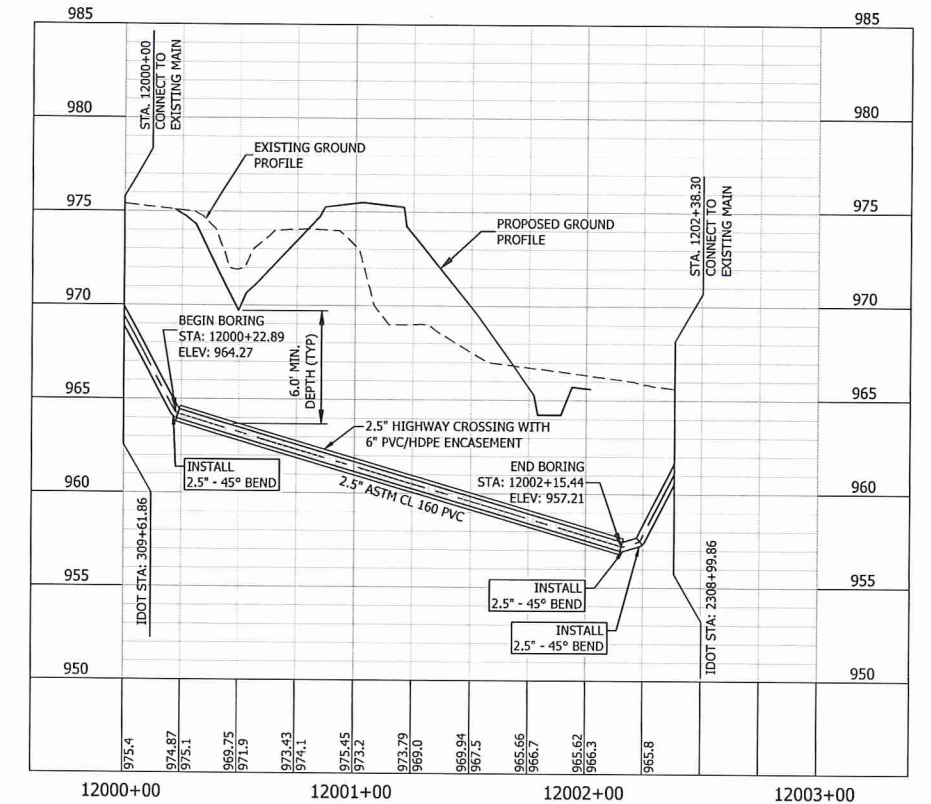 985
985
980
980
975
975
970
970
965
965
960
960
955
955
950
950
STA. 12000+00
CONNECT TO
EXISTING MAIN
EXISTING GROUND
PROFILE
PROPOSED GROUND
PROFILE
STA. 1202+38.30
CONNECT TO
EXISTING MAIN
BEGIN BORING
STA: 12000+22.89
ELEV: 964.27
6.0' MIN.
DEPTH (TYP)
2.5" HIGHWAY CROSSING WITH
6" PVC/HDPE ENCASEMENT
INSTALL
2.5" - 45° BEND
2.5" ASTM CL 160 PVC
END BORING
STA: 12002+15.44
ELEV: 957.21
INSTALL
2.5" - 45° BEND
INSTALL
2.5" - 45° BEND
IDOT STA: 309+61.86
IDOT STA: 2308+99.86
975.4
974.87
975.1
969.75
971.9
973.43
974.1
975.45
973.2
973.79
969.0
969.94
967.5
965.66
966.7
965.62
966.3
965.8
12000+00
12001+00
12002+00
12003+00